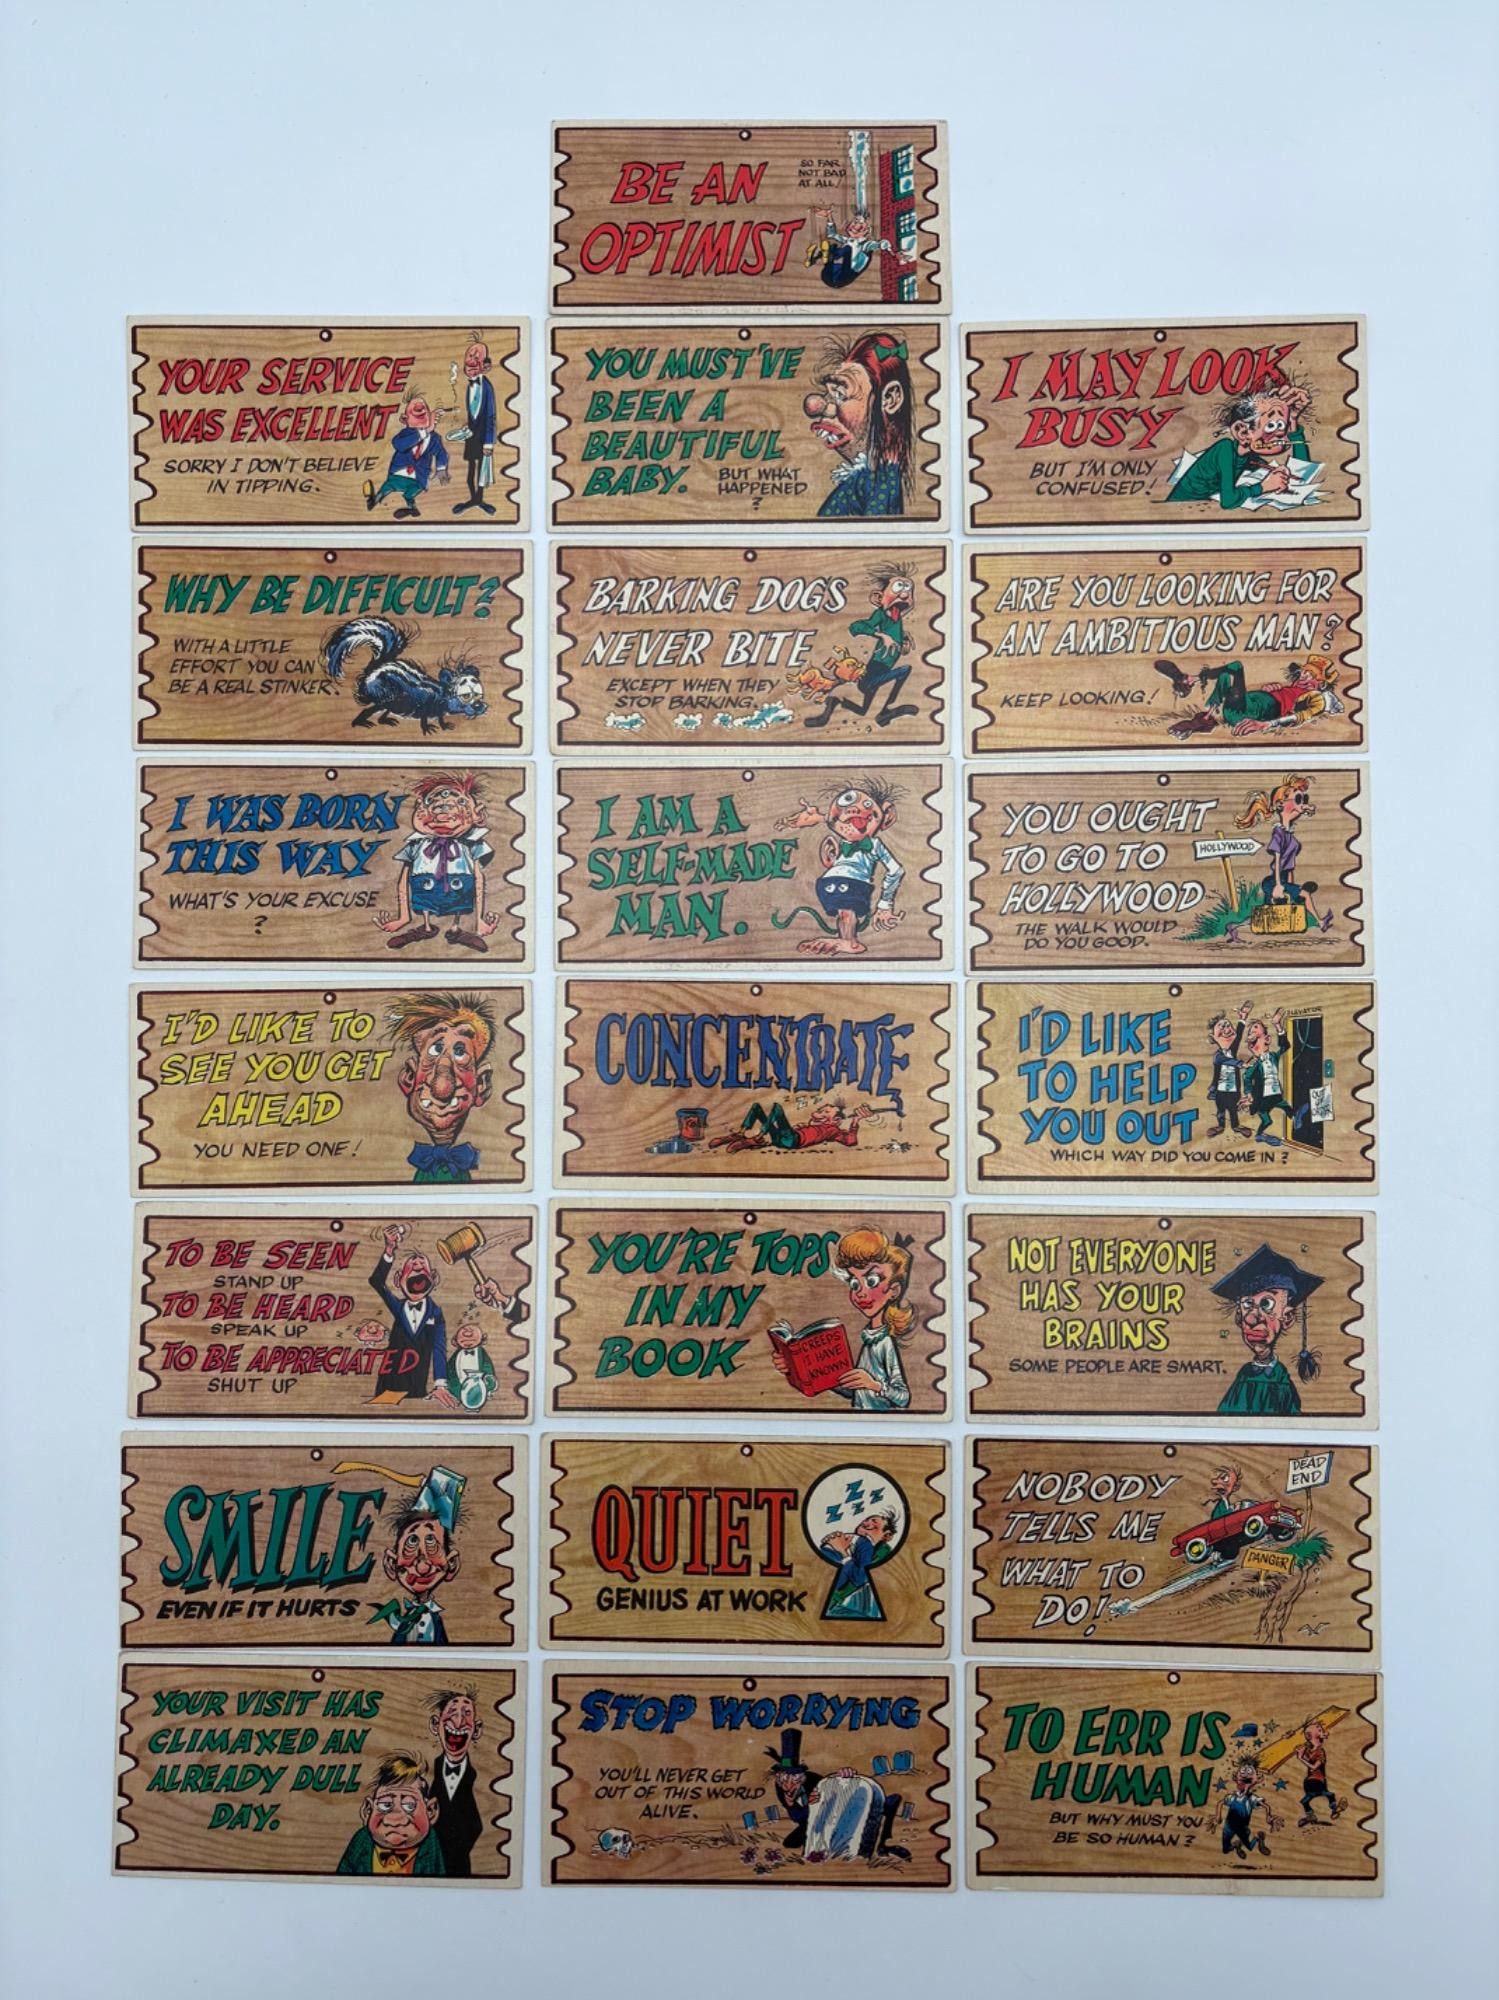 BE AN
OPTIMIST
SO FAR
NOT BAD
AT ALL!
YOUR SERVICE
WAS EXCELLENT
SORRY I DON'T BELIEVE
IN TIPPING.
YOU MUST'VE
BEEN A
BEAUTIFUL
BABY.
BUT WHAT
HAPPENED
?
I MAY LOOK
BUSY
BUT I'M ONLY
CONFUSED!
WHY BE DIFFICULT?
WITH A LITTLE
EFFORT YOU CAN
BE A REAL STINKER.
BARKING DOGS
NEVER BITE
EXCEPT WHEN THEY
STOP BARKING.
ARE YOU LOOKING FOR
AN AMBITIOUS MAN?
KEEP LOOKING!
I WAS BORN
THIS WAY
WHAT'S YOUR EXCUSE
?
I AM A
SELF-MADE
MAN.
YOU OUGHT
TO GO TO
HOLLYWOOD
THE WALK WOULD
DO YOU GOOD.
HOLLYWOOD
I'D LIKE TO
SEE YOU GET
AHEAD
YOU NEED ONE!
CONCENTRATE
Z Z Z
I'D LIKE
TO HELP
YOU OUT
WHICH WAY DID YOU COME IN?
ELEVATOR
OUT
OF
ORDER
TO BE SEEN
STAND UP
TO BE HEARD
SPEAK UP
TO BE APPRECIATED
SHUT UP
YOU'RE TOPS
IN MY
BOOK
CREEPS
I HAVE
KNOWN
NOT EVERYONE
HAS YOUR
BRAINS
SOME PEOPLE ARE SMART.
SMILE
EVEN IF IT HURTS
QUIET
GENIUS AT WORK
Z Z Z Z Z
NOBODY
TELLS ME
WHAT TO
DO!
DEAD
END
DANGER
YOUR VISIT HAS
CLIMAXED AN
ALREADY DULL
DAY.
STOP WORRYING
YOU'LL NEVER GET
OUT OF THIS WORLD
ALIVE.
TO ERR IS
HUMAN
BUT WHY MUST YOU
BE SO HUMAN?